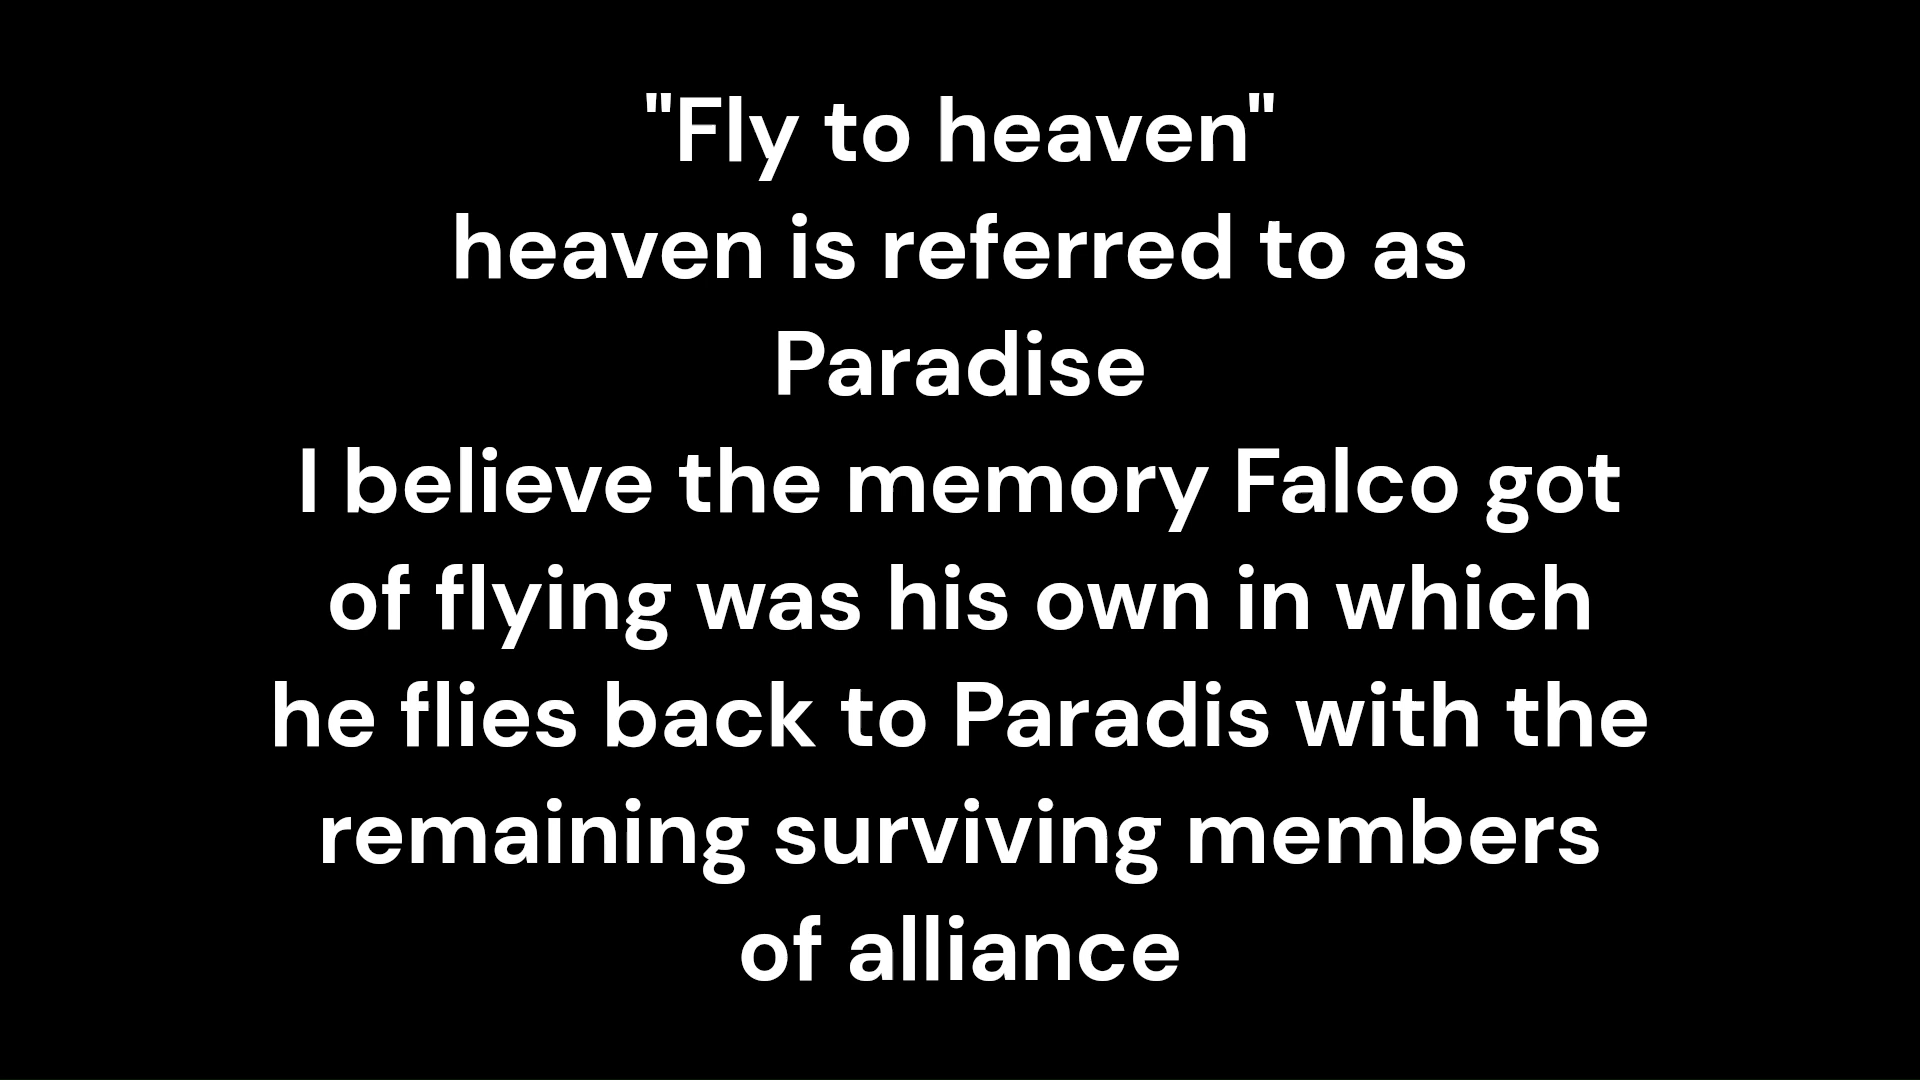 "Fly to heaven"
heaven is referred to as
Paradise
I believe the memory Falco got
of flying was his own in which
he flies back to Paradis with the
remaining surviving members
of alliance